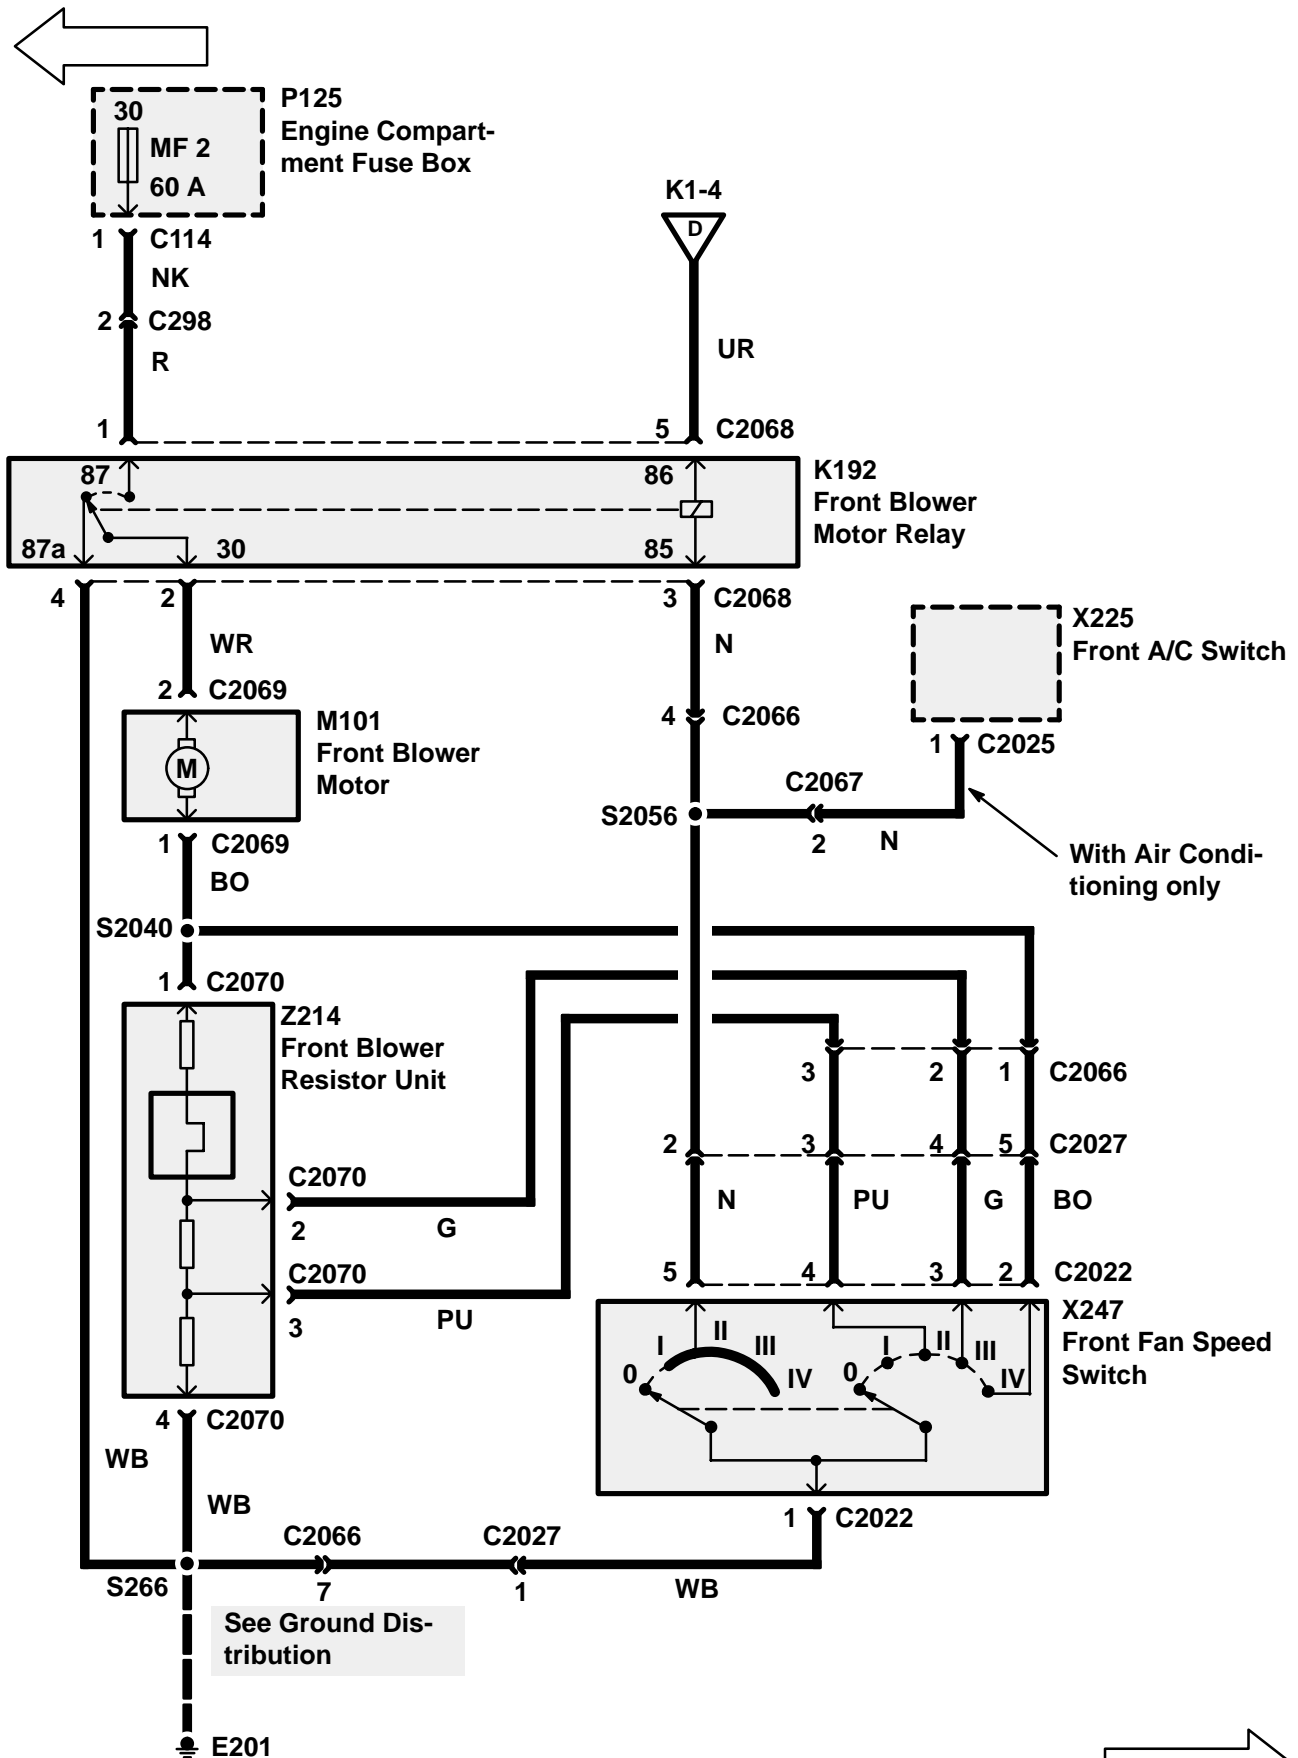 P125
Engine Compart-
ment Fuse Box
30
MF 2
60 A
1 C114
NK
2 C298
R
K1-4
D
UR
1 5 C2068
K192
Front Blower
Motor Relay
87 86
87a 30 85
4 2 3 C2068
WR N
X225
Front A/C Switch
2 C2069
4 C2066
1 C2025
M101
Front Blower
Motor
M
C2067
S2056
2 N
With Air Condi-
tioning only
1 C2069
BO
S2040
1 C2070
Z214
Front Blower
Resistor Unit
3 2 1 C2066
2 3 4 5 C2027
C2070
2 G
N PU G BO
C2070
3 PU
5 4 3 2 C2022
X247
Front Fan Speed
Switch
0 I II III IV
0 I II III IV
4 C2070
WB
WB
1 C2022
C2066 C2027
S266 7 1 WB
See Ground Dis-
tribution
E201